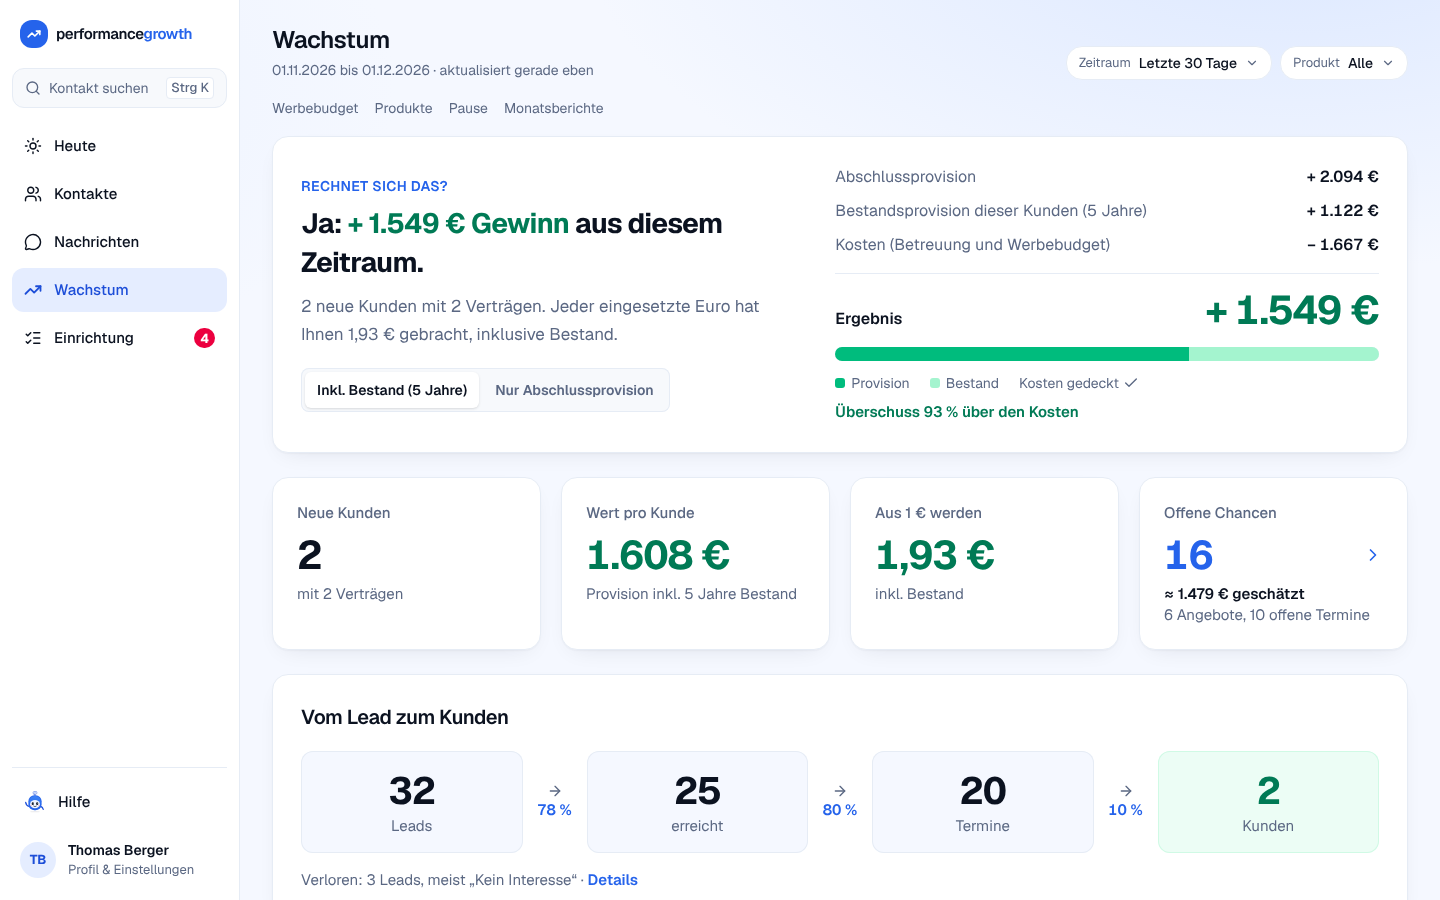 performancegrowth
Kontakt suchen Strg K
Heute
Kontakte
Nachrichten
Wachstum
Einrichtung 4
Hilfe
TB
Thomas Berger
Profil & Einstellungen
Wachstum
01.11.2026 bis 01.12.2026 · aktualisiert gerade eben
Zeitraum Letzte 30 Tage
Produkt Alle
Werbebudget Produkte Pause Monatsberichte
RECHNET SICH DAS?
Ja: + 1.549 € Gewinn aus diesem
Zeitraum.
2 neue Kunden mit 2 Verträgen. Jeder eingesetzte Euro hat
Ihnen 1,93 € gebracht, inklusive Bestand.
Inkl. Bestand (5 Jahre) Nur Abschlussprovision
Abschlussprovision + 2.094 €
Bestandsprovision dieser Kunden (5 Jahre) + 1.122 €
Kosten (Betreuung und Werbebudget) − 1.667 €
Ergebnis + 1.549 €
Provision Bestand Kosten gedeckt ✓
Überschuss 93 % über den Kosten
Neue Kunden
2
mit 2 Verträgen
Wert pro Kunde
1.608 €
Provision inkl. 5 Jahre Bestand
Aus 1 € werden
1,93 €
inkl. Bestand
Offene Chancen
16
≈ 1.479 € geschätzt
6 Angebote, 10 offene Termine
Vom Lead zum Kunden
32
Leads
→
78 %
25
erreicht
→
80 %
20
Termine
→
10 %
2
Kunden
Verloren: 3 Leads, meist „Kein Interesse“ · Details